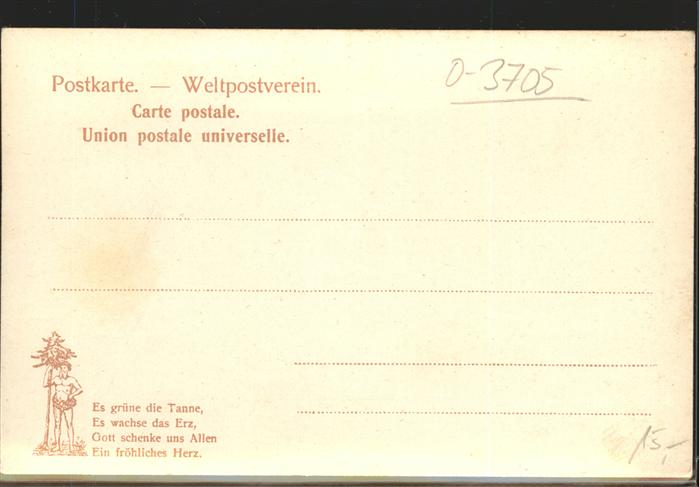 Postkarte. — Weltpostverein.
Carte postale.
Union postale universelle.
0-3705
Es grüne die Tanne,
Es wachse das Erz,
Gott schenke uns Allen
Ein fröhliches Herz.
15,-